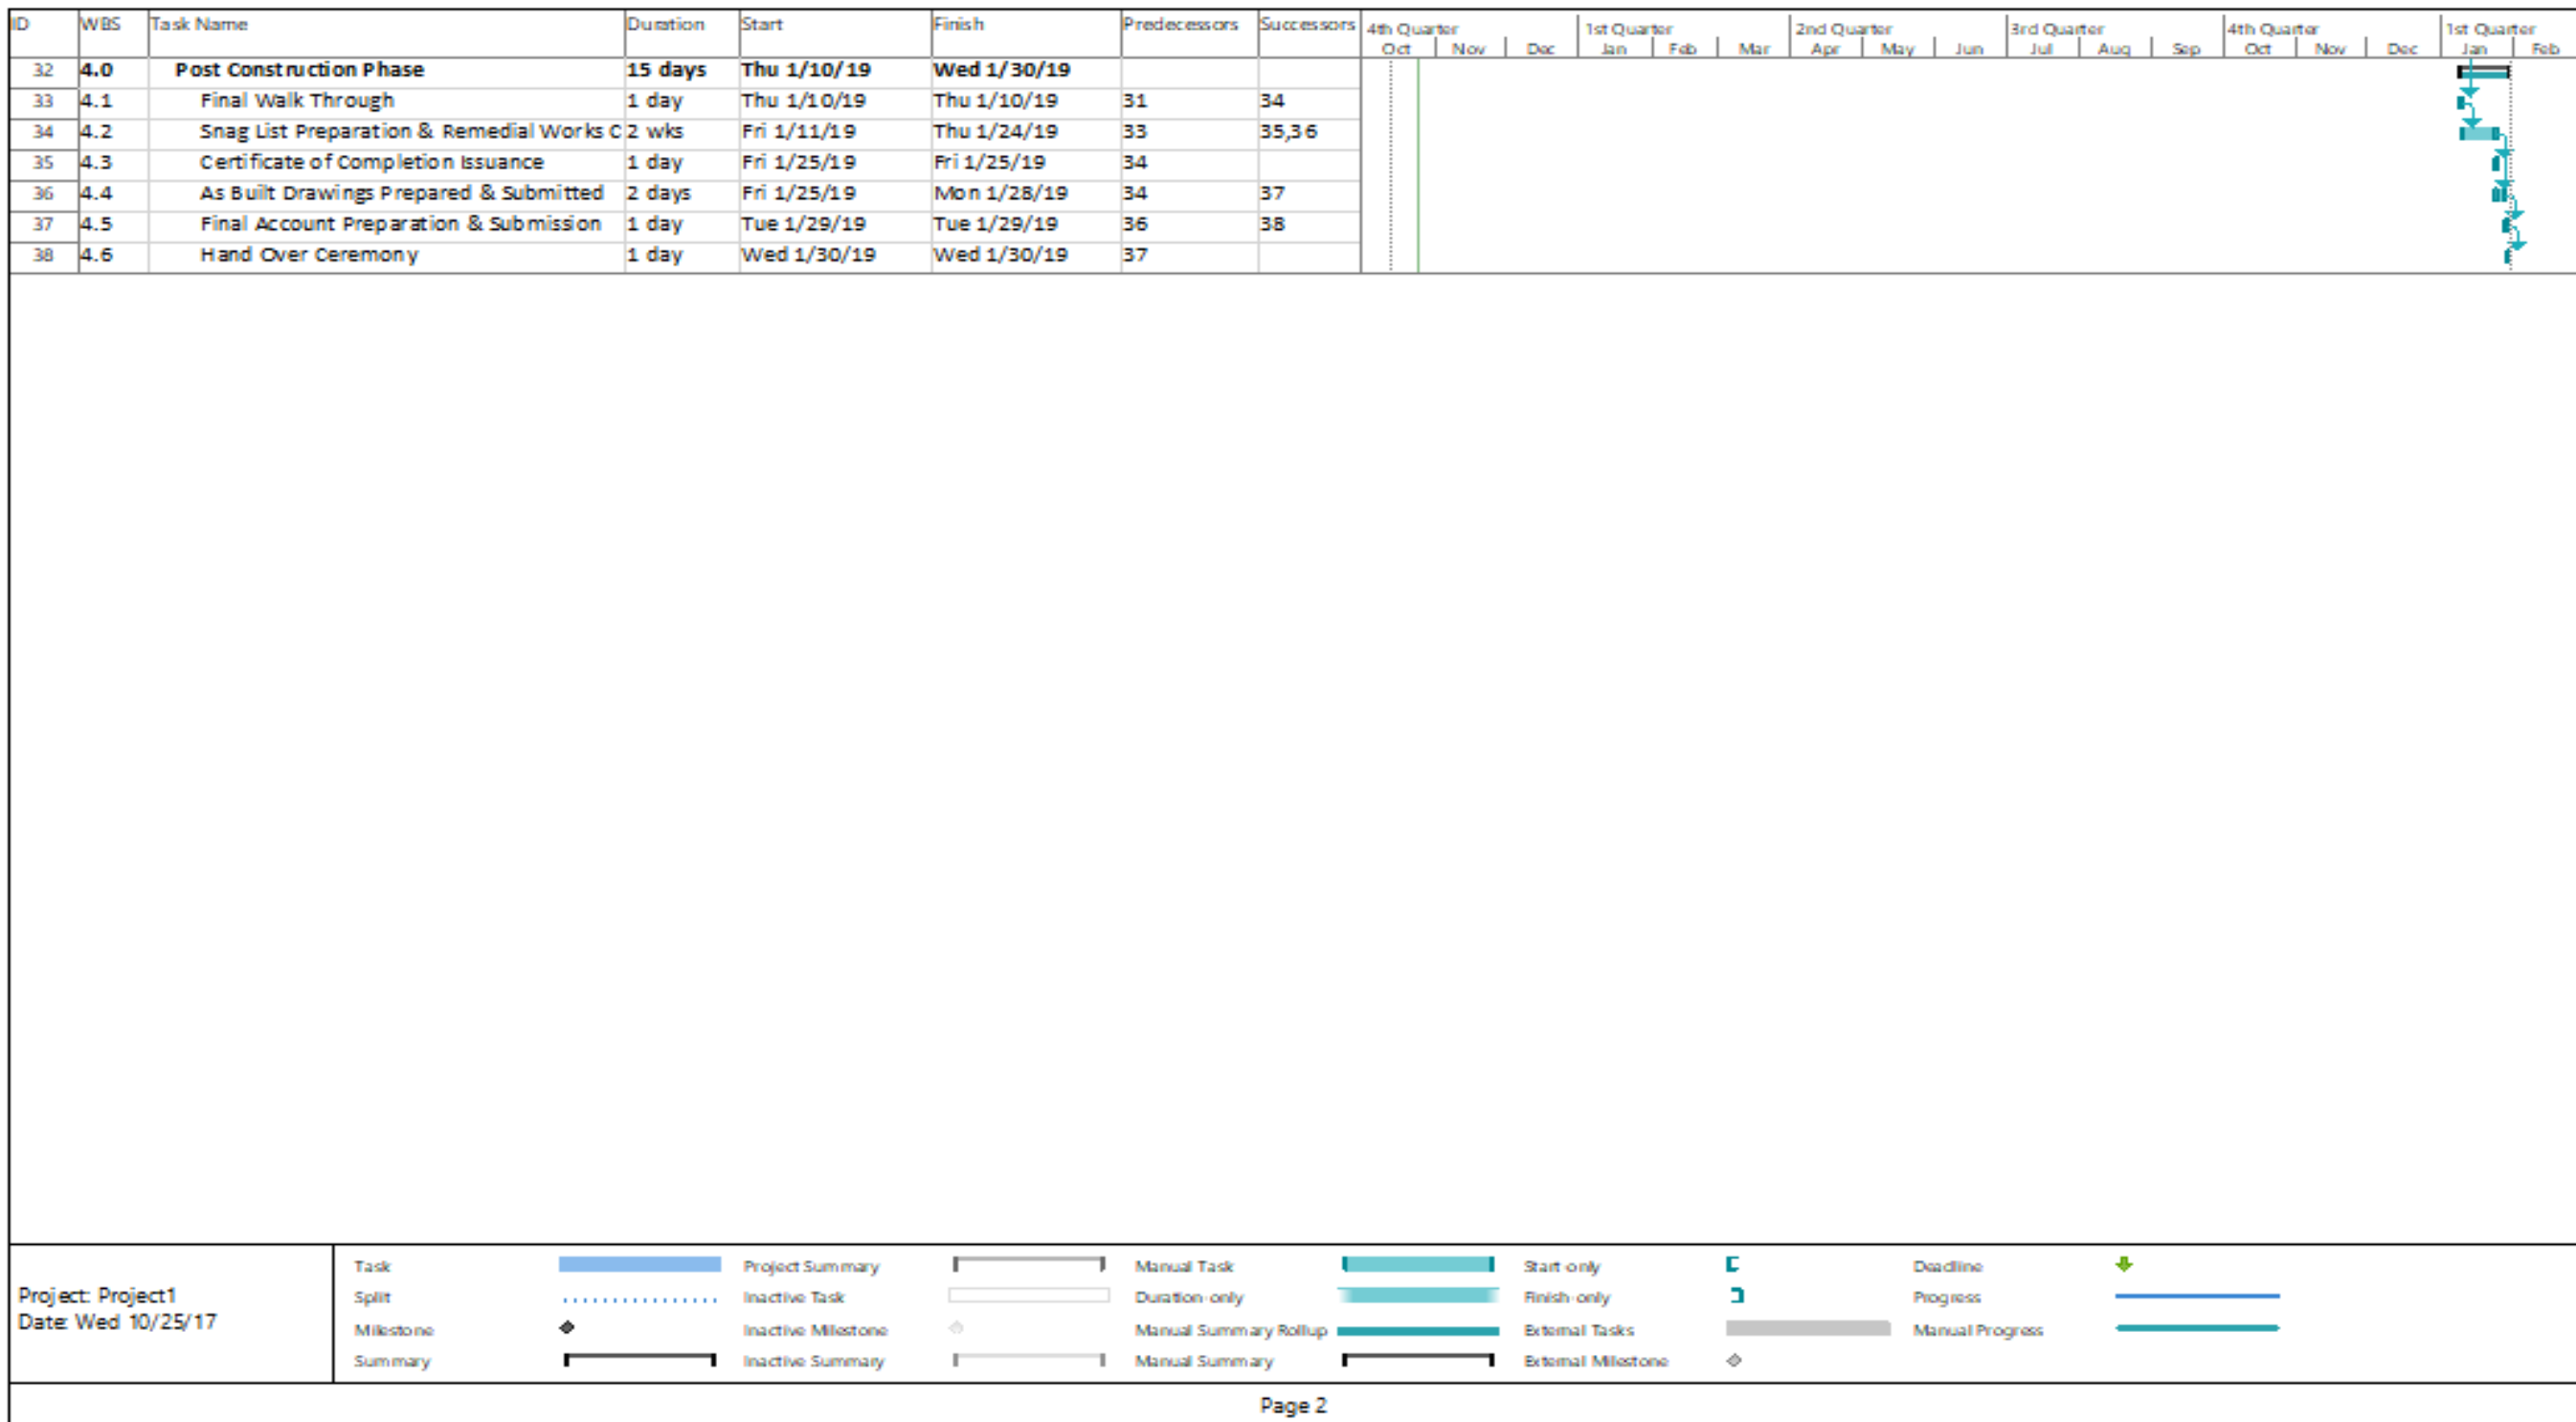 ID WBS Task Name Duration Start Finish Predecessors Successors 4th Quarter 1st Quarter 2nd Quarter 3rd Quarter 4th Quarter 1st Quarter
Oct Nov Dec Jan Feb Mar Apr May Jun Jul Aug Sep Oct Nov Dec Jan Feb
32 4.0 Post Construction Phase 15 days Thu 1/10/19 Wed 1/30/19
33 4.1 Final Walk Through 1 day Thu 1/10/19 Thu 1/10/19 31 34
34 4.2 Snag List Preparation & Remedial Works C 2 wks Fri 1/11/19 Thu 1/24/19 33 35,36
35 4.3 Certificate of Completion Issuance 1 day Fri 1/25/19 Fri 1/25/19 34
36 4.4 As Built Drawings Prepared & Submitted 2 days Fri 1/25/19 Mon 1/28/19 34 37
37 4.5 Final Account Preparation & Submission 1 day Tue 1/29/19 Tue 1/29/19 36 38
38 4.6 Hand Over Ceremony 1 day Wed 1/30/19 Wed 1/30/19 37
Project: Project1
Date: Wed 10/25/17
Task Project Summary Manual Task Start-only Deadline
Split Inactive Task Duration-only Finish-only Progress
Milestone Inactive Milestone Manual Summary Rollup External Tasks Manual Progress
Summary Inactive Summary Manual Summary External Milestone
Page 2